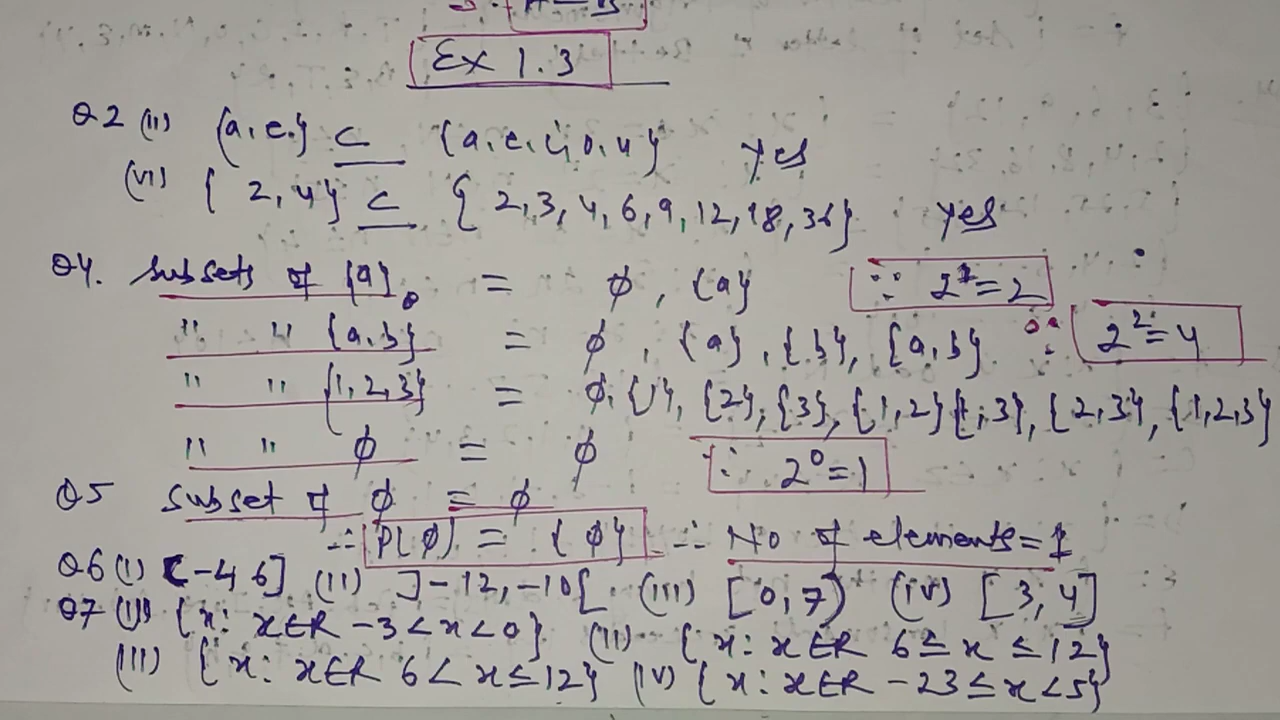 Ex 1.3
Q2 (ii) {a, e.} ⊂ {a, e, i, o, u} yes
(vi) { 2, 4} ⊂ { 2, 3, 4, 6, 9, 12, 18, 36} yes
Q4. Subsets of {a}. = φ, {a} ∵ 2¹ = 2
" " {a, b} = φ, {a}, {b}, {a, b} ∵ 2² = 4
" " {1, 2, 3} = φ, {1}, {2}, {3}, {1, 2} {1, 3}, {2, 3}, {1, 2, 3}
" " φ = φ ∵ 2⁰ = 1
Q5 Subset of φ = φ
∴ P(φ) = {φ} ∴ No of elements = 1
Q6 (i) (-4 6] (ii) ]-12, -10[ (iii) [0, 7) (iv) [3, 4]
Q7 (i) {x: x∈R -3 < x < 0} (ii) {x: x∈R 6 ≤ x ≤ 12}
(iii) {x: x∈R 6 < x ≤ 12} (iv) {x: x∈R -23 ≤ x < 5}